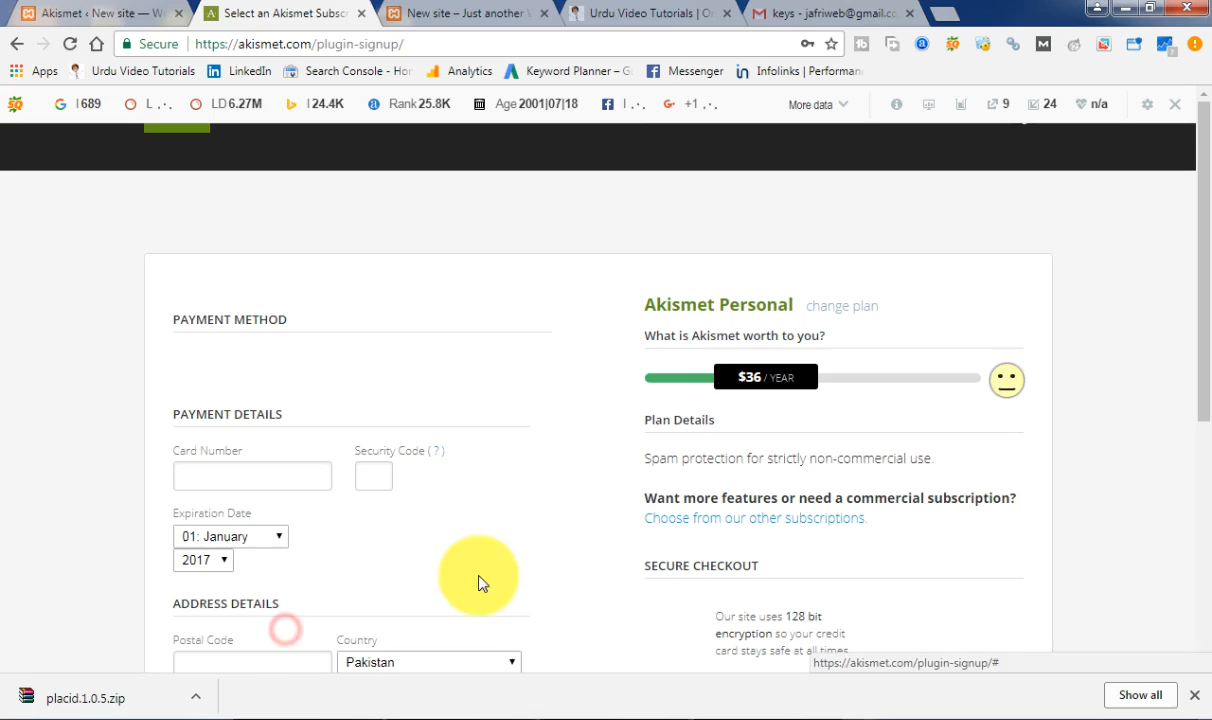 Akismet ‹ New site — W
Select an Akismet Subsc
New site – Just another
Urdu Video Tutorials | O
keys - jafriweb@gmail.c
Secure
https://akismet.com/plugin-signup/
Apps
Urdu Video Tutorials
LinkedIn
Search Console - Ho
Analytics
Keyword Planner – G
Messenger
Infolinks | Performa
I 689
L
LD 6.27M
I 24.4K
Rank 25.8K
Age 2001|07|18
I
+1
More data
9
24
n/a
PAYMENT METHOD
PAYMENT DETAILS
Card Number
Security Code ( ? )
Expiration Date
01: January
2017
ADDRESS DETAILS
Postal Code
Country
Pakistan
Akismet Personal change plan
What is Akismet worth to you?
$36 / YEAR
Plan Details
Spam protection for strictly non-commercial use.
Want more features or need a commercial subscription?
Choose from our other subscriptions.
SECURE CHECKOUT
Our site uses 128 bit
encryption so your credit
card stays safe at all times.
https://akismet.com/plugin-signup/#
placid.1.0.5.zip
Show all